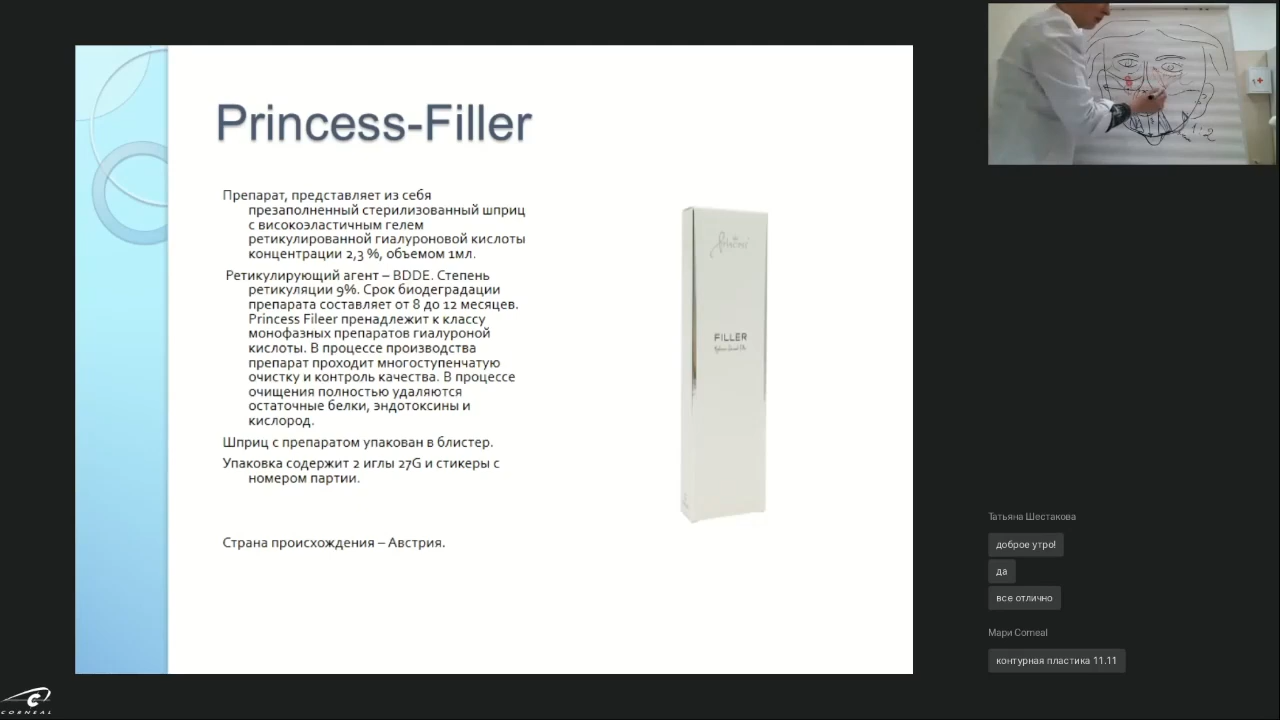 Princess-Filler
Препарат, представляет из себя
презаполненный стерилизованный шприц
с високоэластичным гелем
ретикулированной гиалуроновой кислоты
концентрации 2,3 %, объемом 1мл.
Ретикулирующий агент – BDDE. Степень
ретикуляции 9%. Срок биодеградации
препарата составляет от 8 до 12 месяцев.
Princess Fileer пренадлежит к классу
монофазных препаратов гиалуроной
кислоты. В процессе производства
препарат проходит многоступенчатую
очистку и контроль качества. В процессе
очищения полностью удаляются
остаточные белки, эндотоксины и
кислород.
Шприц с препаратом упакован в блистер.
Упаковка содержит 2 иглы 27G и стикеры с
номером партии.
Страна происхождения – Австрия.
Princess
FILLER
Татьяна Шестакова
доброе утро!
да
все отлично
Мари Corneal
контурная пластика 11.11
CORNEAL